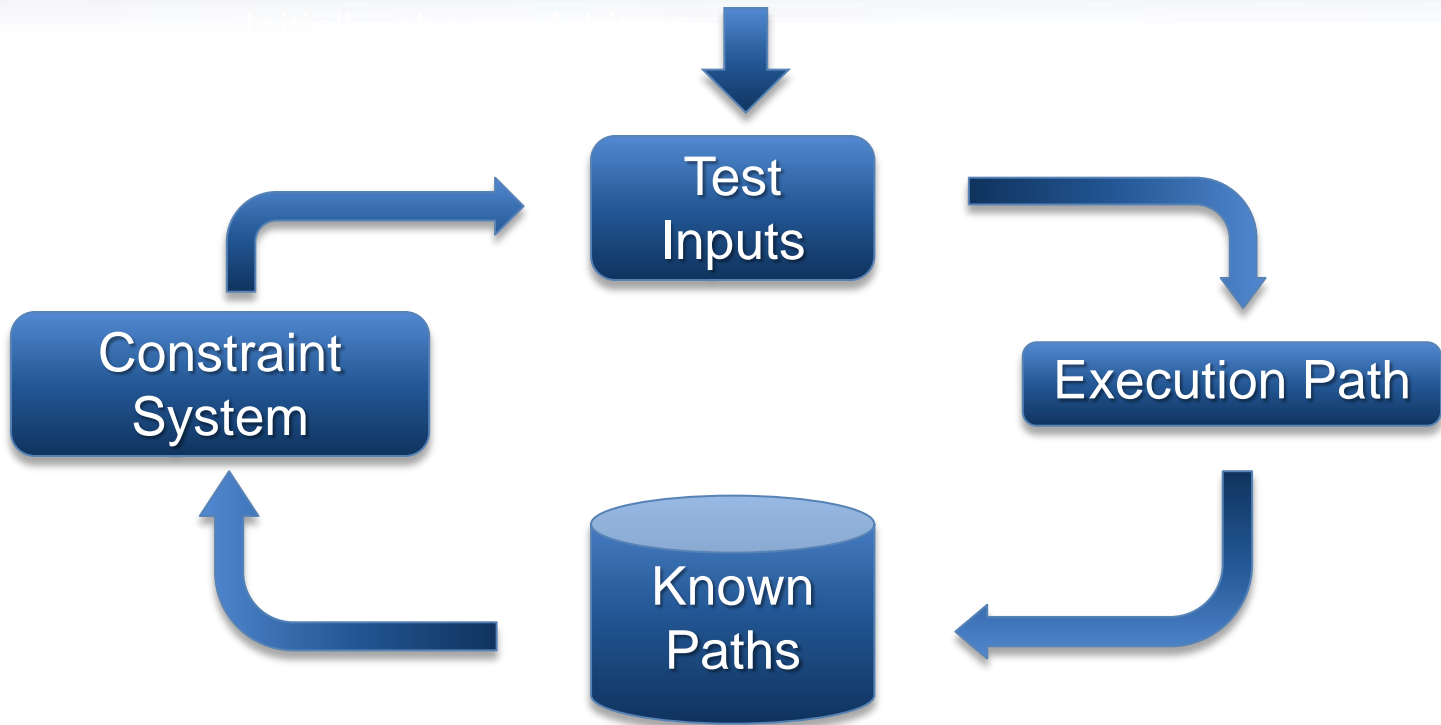 Test
Inputs
Constraint
System
Execution Path
Known
Paths